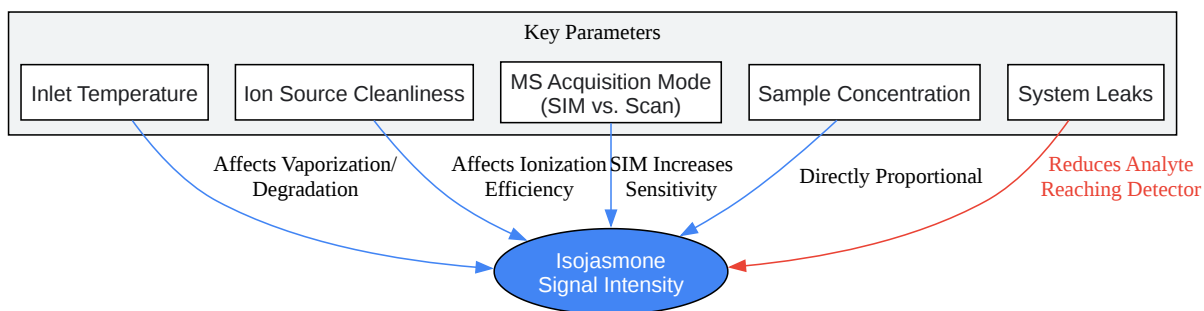 Key Parameters
Inlet Temperature
Ion Source Cleanliness
MS Acquisition Mode
(SIM vs. Scan)
Sample Concentration
System Leaks
Affects Vaporization/
Degradation
Affects Ionization
Efficiency
SIM Increases
Sensitivity
Directly Proportional
Reduces Analyte
Reaching Detector
Isojasmone
Signal Intensity